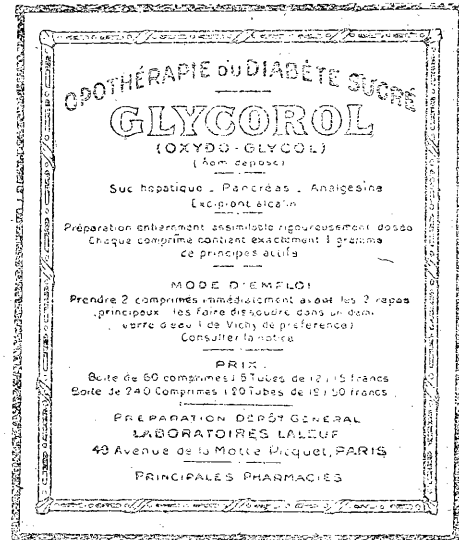 OPOTHÉRAPIE DU DIABÈTE SUCRÉ
GLYCOROL
(OXYDO-GLYCOL)
(Nom déposé)
Suc hépatique - Pancréas - Analgésine
Excipient alcalin
Préparation entièrement assimilable rigoureusement dosée
Chaque comprimé contient exactement 1 gramme
de principes actifs
MODE D'EMPLOI
Prendre 2 comprimés immédiatement avant les 2 repas
principaux les faire dissoudre dans un demi
verre d'eau (de Vichy de préférence)
Consulter la notice
PRIX
Boite de 60 comprimés (5 Tubes de 12) 15 francs
Boite de 240 Comprimés (20 Tubes de 12) 50 francs
PRÉPARATION DÉPÔT GÉNÉRAL
LABORATOIRES LALEUF
49 Avenue de la Motte Picquet, PARIS
PRINCIPALES PHARMACIES